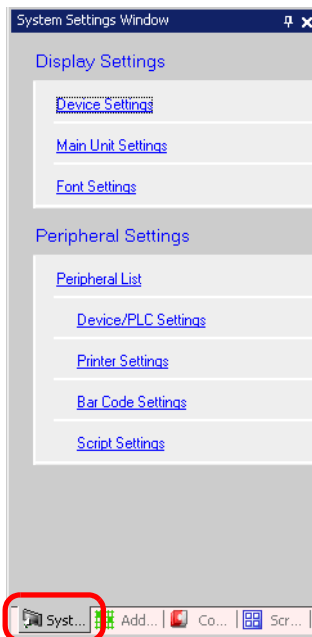 System Settings Window
Display Settings
Device Settings
Main Unit Settings
Font Settings
Peripheral Settings
Peripheral List
Device/PLC Settings
Printer Settings
Bar Code Settings
Script Settings
Syst... Add... Co... Scr...